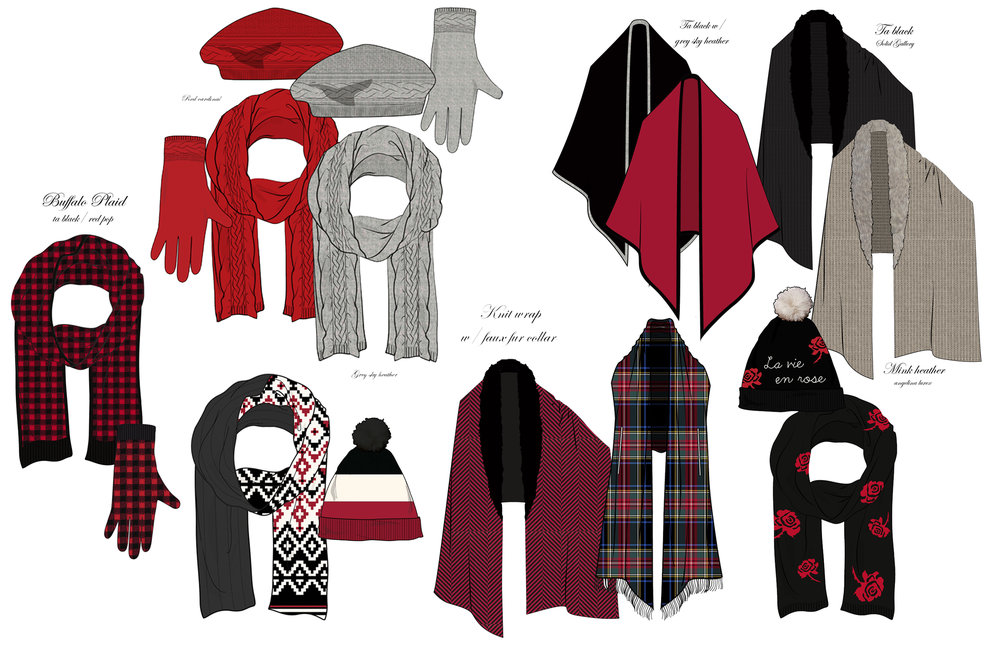 Ta black w/
grey sky heather
Ta black
Solid Gallery
Red cardinal
Buffalo Plaid
ta black / red pop
Knit wrap
w/ faux fur collar
La vie
en rose
Grey sky heather
Mink heather
angelina lurex